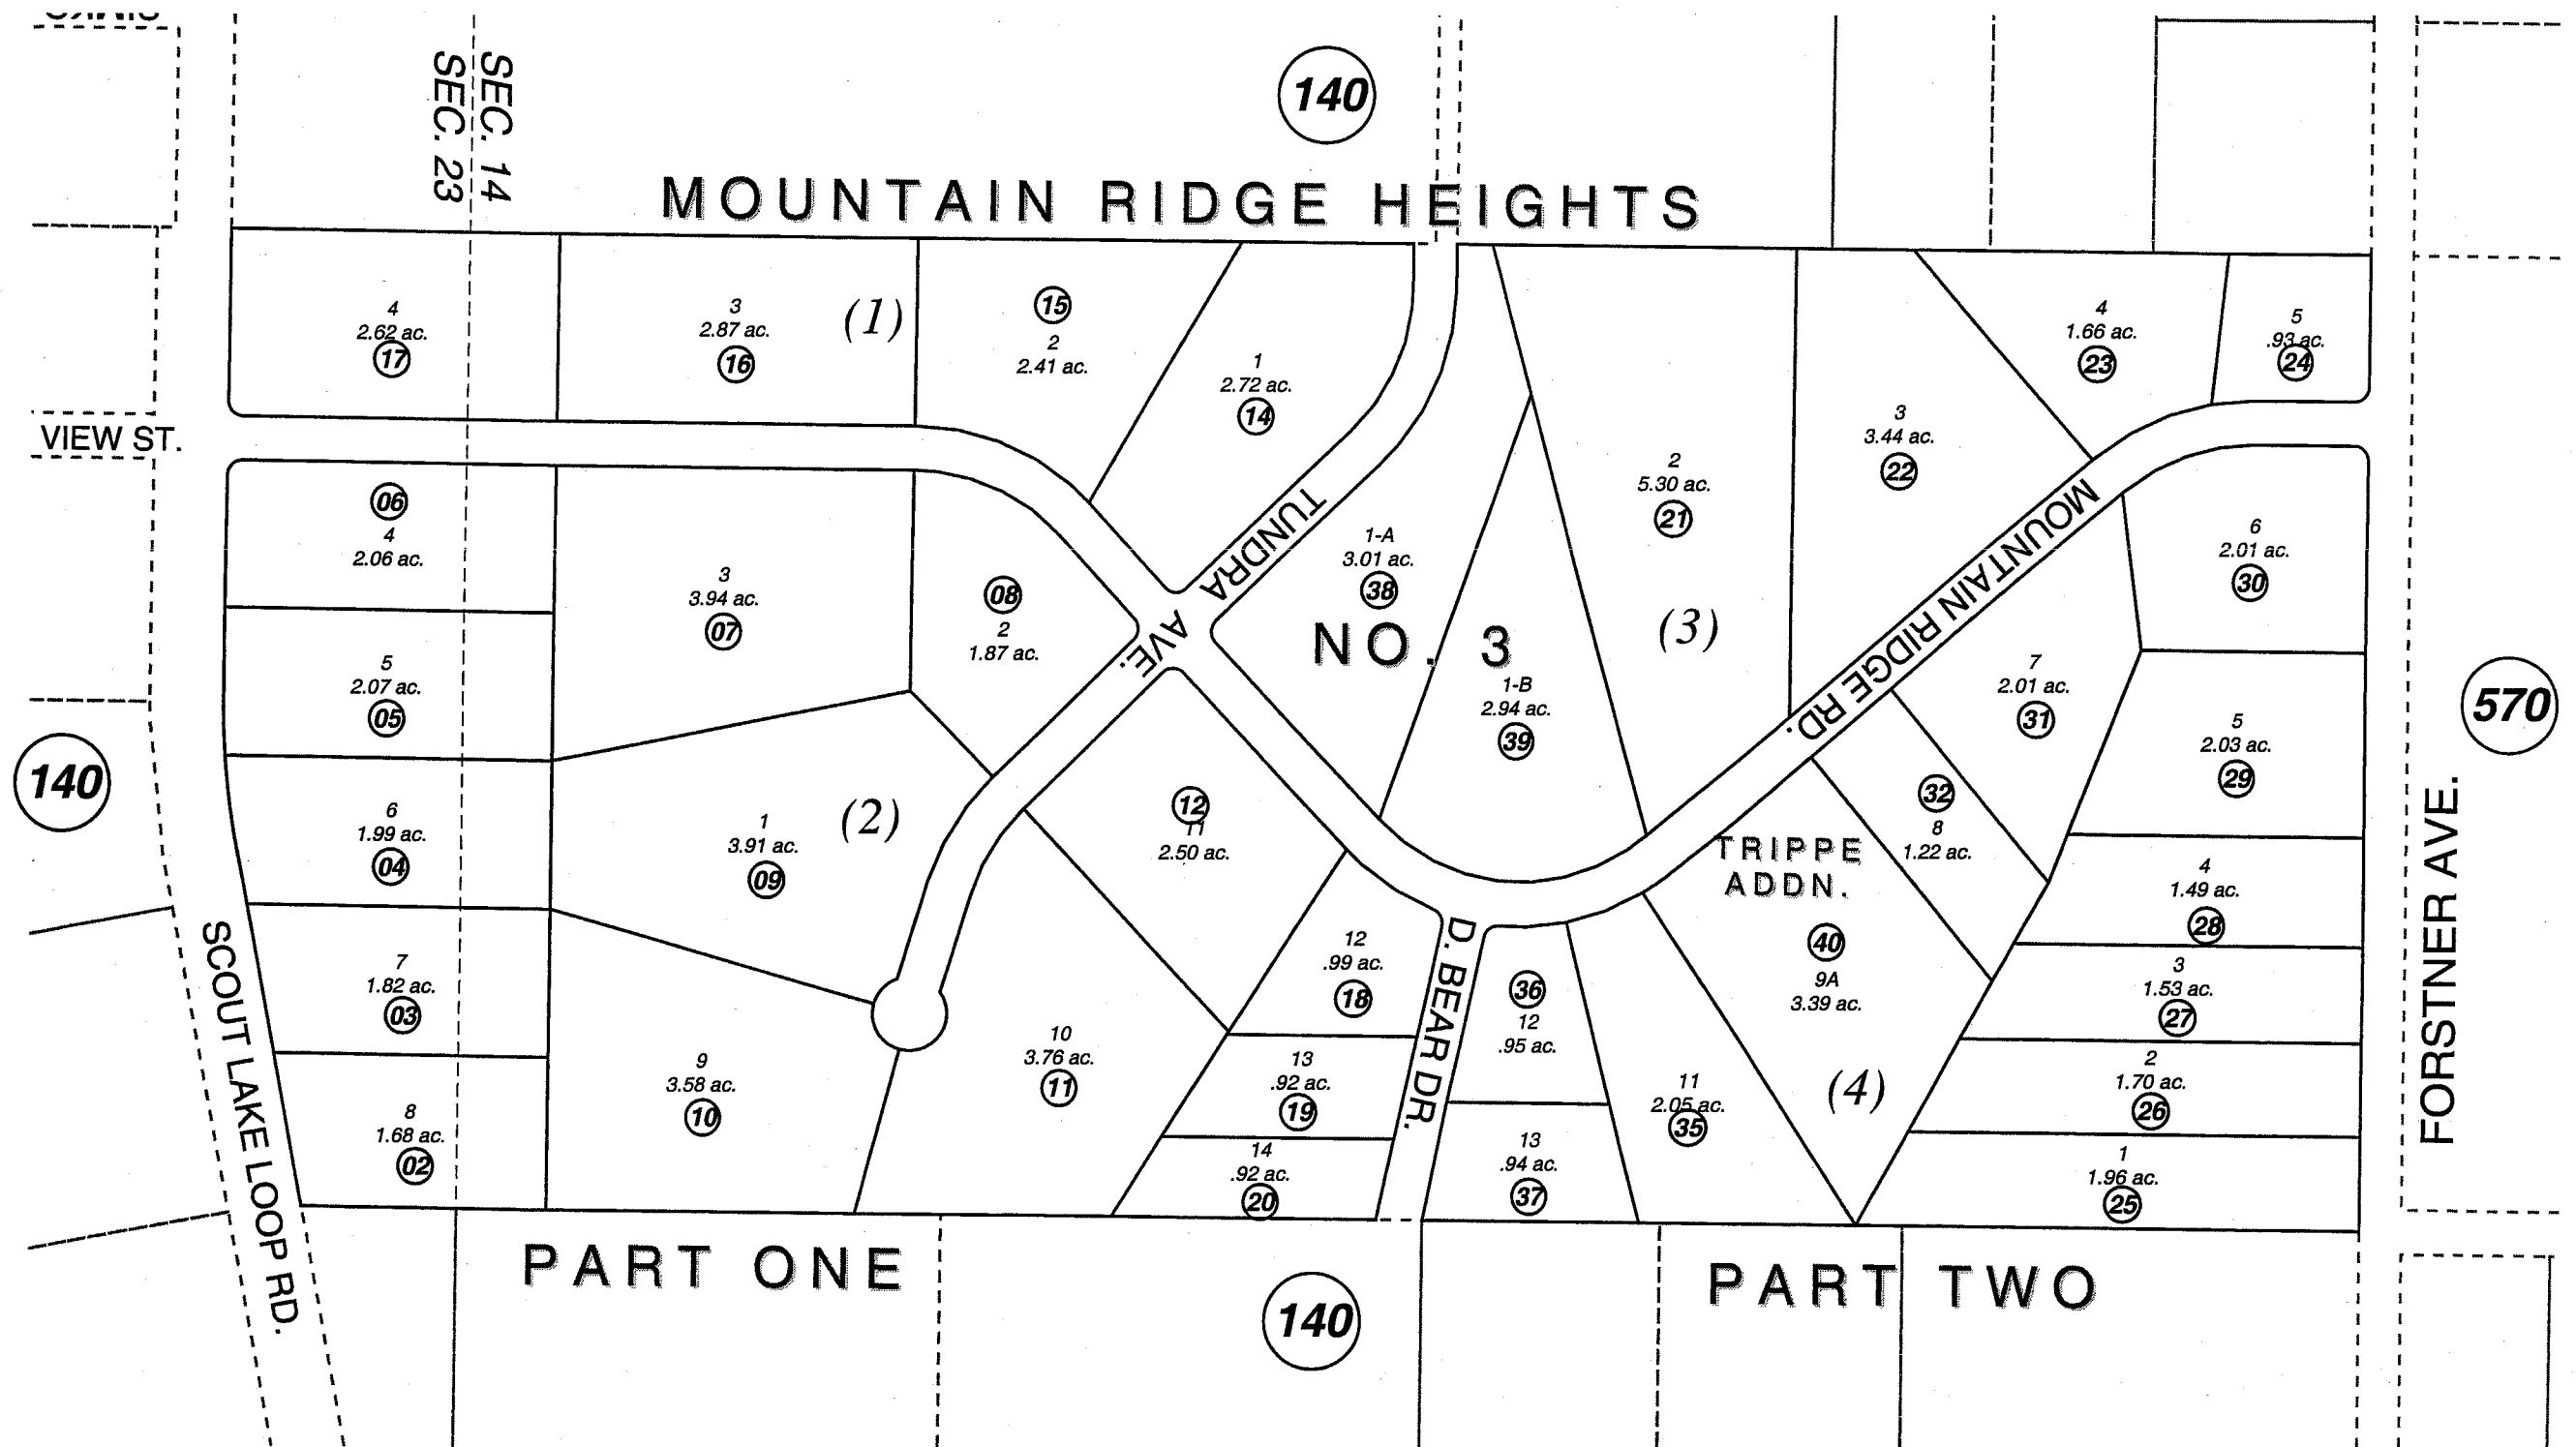 SEC. 14
SEC. 23
140
MOUNTAIN RIDGE HEIGHTS
4
2.62 ac.
17
3
2.87 ac.
16
(1)
15
2
2.41 ac.
1
2.72 ac.
14
4
1.66 ac.
23
5
.93 ac.
24
VIEW ST.
3
3.44 ac.
22
2
5.30 ac.
21
06
4
2.06 ac.
3
3.94 ac.
07
08
2
1.87 ac.
TUNDRA
AVE.
1-A
3.01 ac.
38
NO. 3
(3)
MOUNTAIN RIDGE RD.
6
2.01 ac.
30
5
2.07 ac.
05
1-B
2.94 ac.
39
7
2.01 ac.
31
5
2.03 ac.
29
570
140
6
1.99 ac.
04
1
3.91 ac.
09
(2)
12
11
2.50 ac.
TRIPPE
ADDN.
32
8
1.22 ac.
4
1.49 ac.
28
FORSTNER AVE.
SCOUT LAKE LOOP RD.
7
1.82 ac.
03
12
.99 ac.
18
D. BEAR DR.
36
12
.95 ac.
40
9A
3.39 ac.
3
1.53 ac.
27
8
1.68 ac.
02
9
3.58 ac.
10
10
3.76 ac.
11
13
.92 ac.
19
11
2.05 ac.
35
(4)
2
1.70 ac.
26
14
.92 ac.
20
13
.94 ac.
37
1
1.96 ac.
25
PART ONE
140
PART TWO